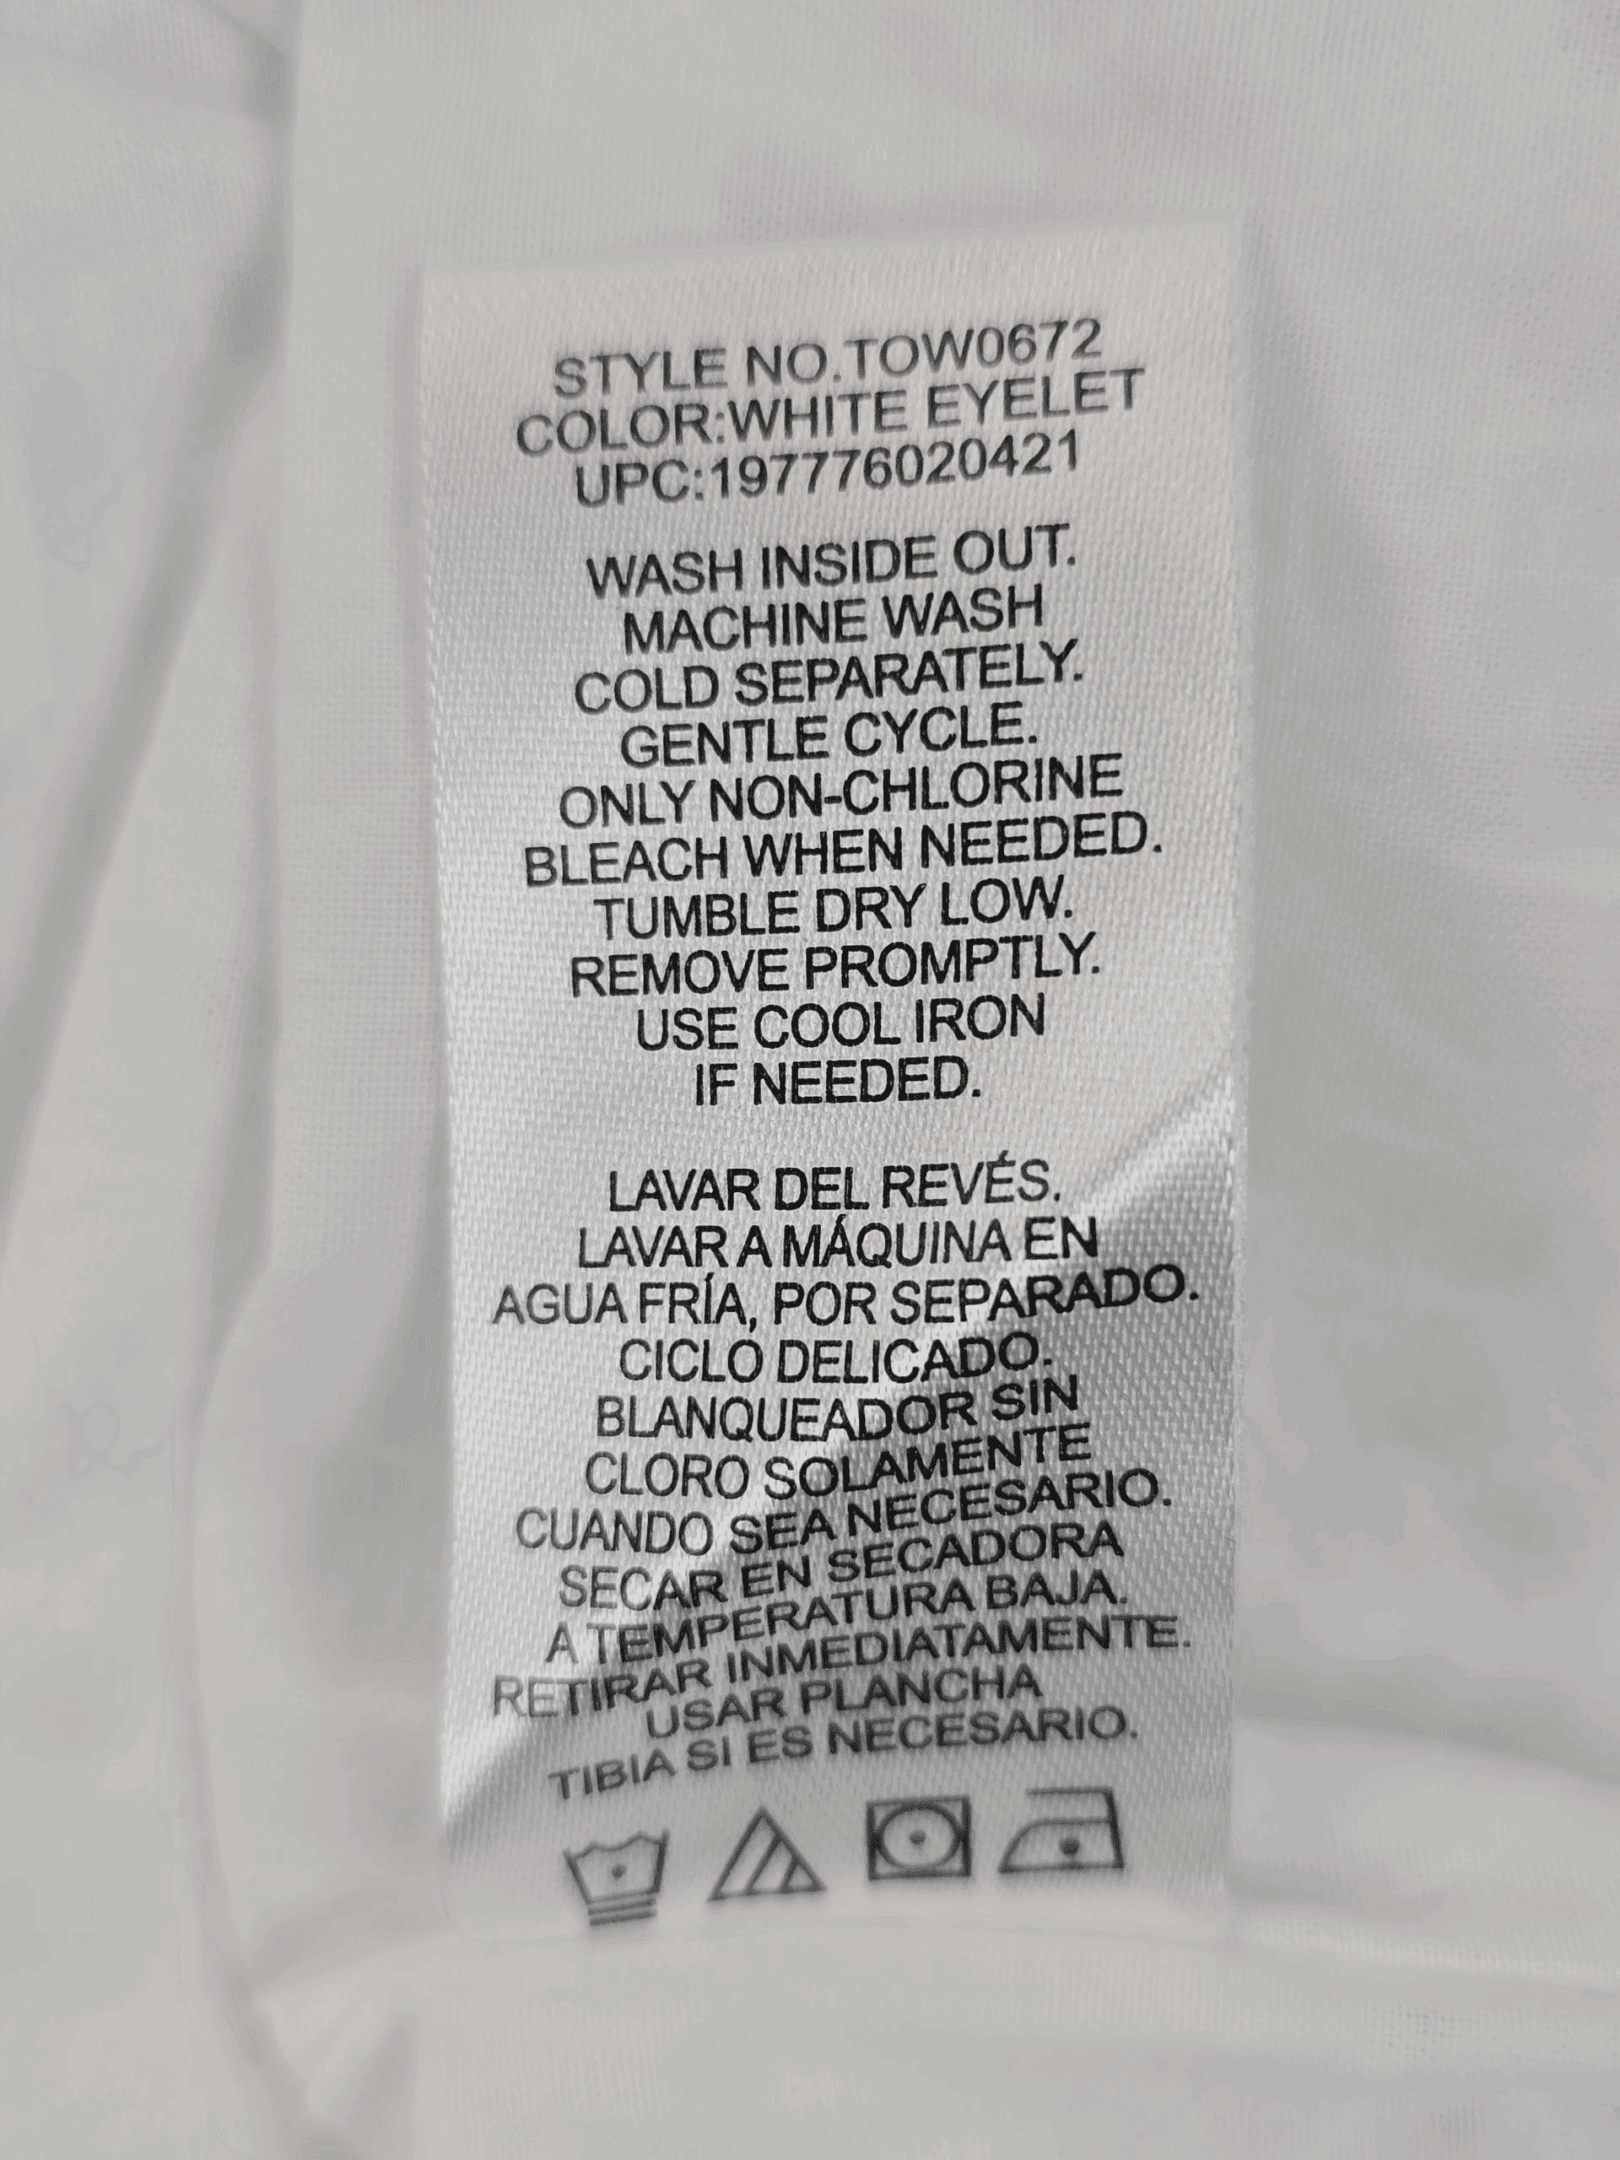 STYLE NO.TOW0672
COLOR:WHITE EYELET
UPC:197776020421
WASH INSIDE OUT.
MACHINE WASH
COLD SEPARATELY.
GENTLE CYCLE.
ONLY NON-CHLORINE
BLEACH WHEN NEEDED.
TUMBLE DRY LOW.
REMOVE PROMPTLY.
USE COOL IRON
IF NEEDED.
LAVAR DEL REVÉS.
LAVAR A MÁQUINA EN
AGUA FRÍA, POR SEPARADO.
CICLO DELICADO.
BLANQUEADOR SIN
CLORO SOLAMENTE
CUANDO SEA NECESARIO.
SECAR EN SECADORA
A TEMPERATURA BAJA.
RETIRAR INMEDIATAMENTE.
USAR PLANCHA
TIBIA SI ES NECESARIO.